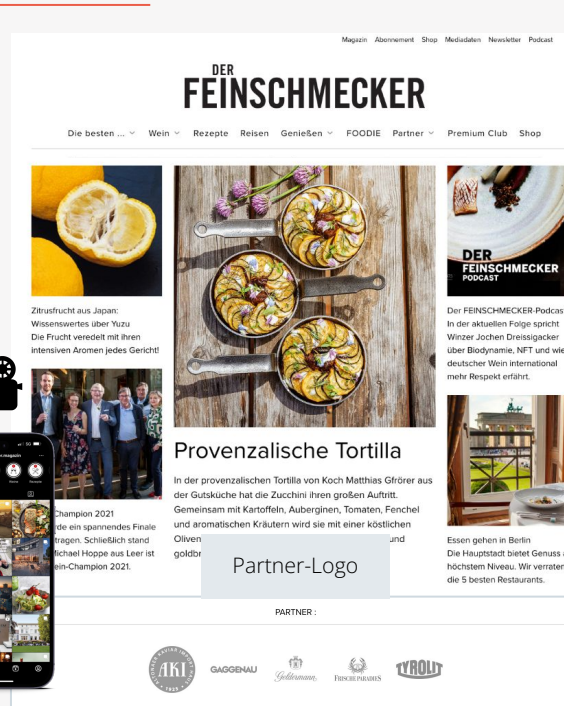 Magazin Abonnement Shop Mediadaten Newsletter Podcast
DER
FEINSCHMECKER
Die besten ... Wein Rezepte Reisen Genießen FOODIE Partner Premium Club Shop
Zitrusfrucht aus Japan:
Wissenswertes über Yuzu
Die Frucht veredelt mit ihren
intensiven Aromen jedes Gericht!
Champion 2021
ein spannendes Finale
tragen. Schließlich stand
Michael Hoppe aus Leer ist
ein-Champion 2021.
Provenzalische Tortilla
In der provenzalischen Tortilla von Koch Matthias Gfrörer aus
der Gutsküche hat die Zucchini ihren großen Auftritt.
Gemeinsam mit Kartoffeln, Auberginen, Tomaten, Fenchel
und aromatischen Kräutern wird sie mit einer köstlichen
Oliven und
goldbr
Partner-Logo
DER
FEINSCHMECKER
PODCAST
Der FEINSCHMECKER-Podcas
In der aktuellen Folge spricht
Winzer Jochen Dreissigacker
über Biodynamie, NFT und wie
deutscher Wein international
mehr Respekt erfährt.
Essen gehen in Berlin
Die Hauptstadt bietet Genuss a
höchstem Niveau. Wir verraten
die 5 besten Restaurants.
PARTNER :
AKI
GAGGENAU
Geldermann
FRISCHEPARADIES
TYROLIT